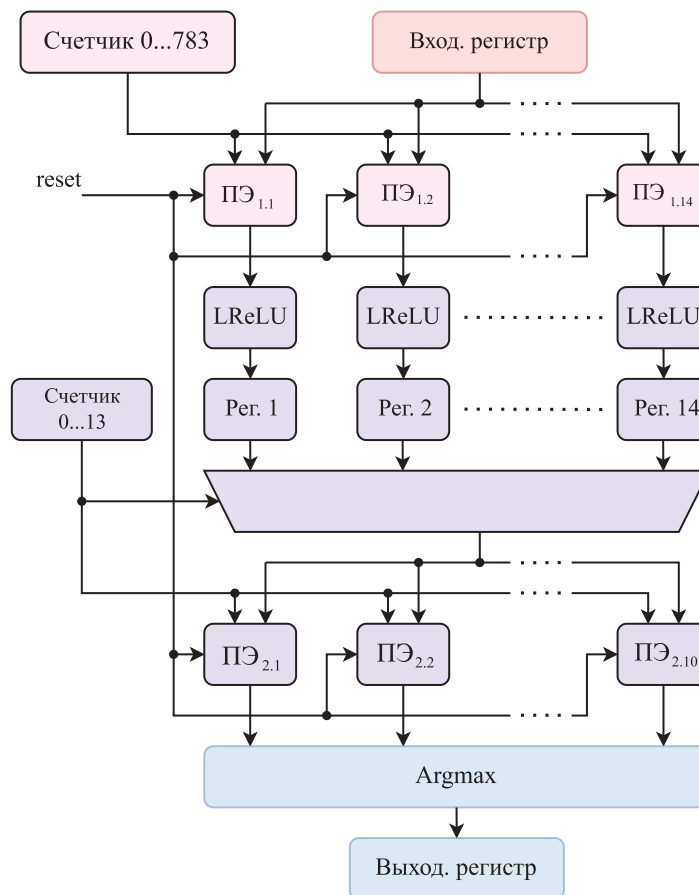 Счетчик 0...783
Вход. регистр
reset
ПЭ1.1
ПЭ1.2
ПЭ1.14
LReLU
LReLU
LReLU
Счетчик
0...13
Рег. 1
Рег. 2
Рег. 14
ПЭ2.1
ПЭ2.2
ПЭ2.10
Argmax
Выход. регистр